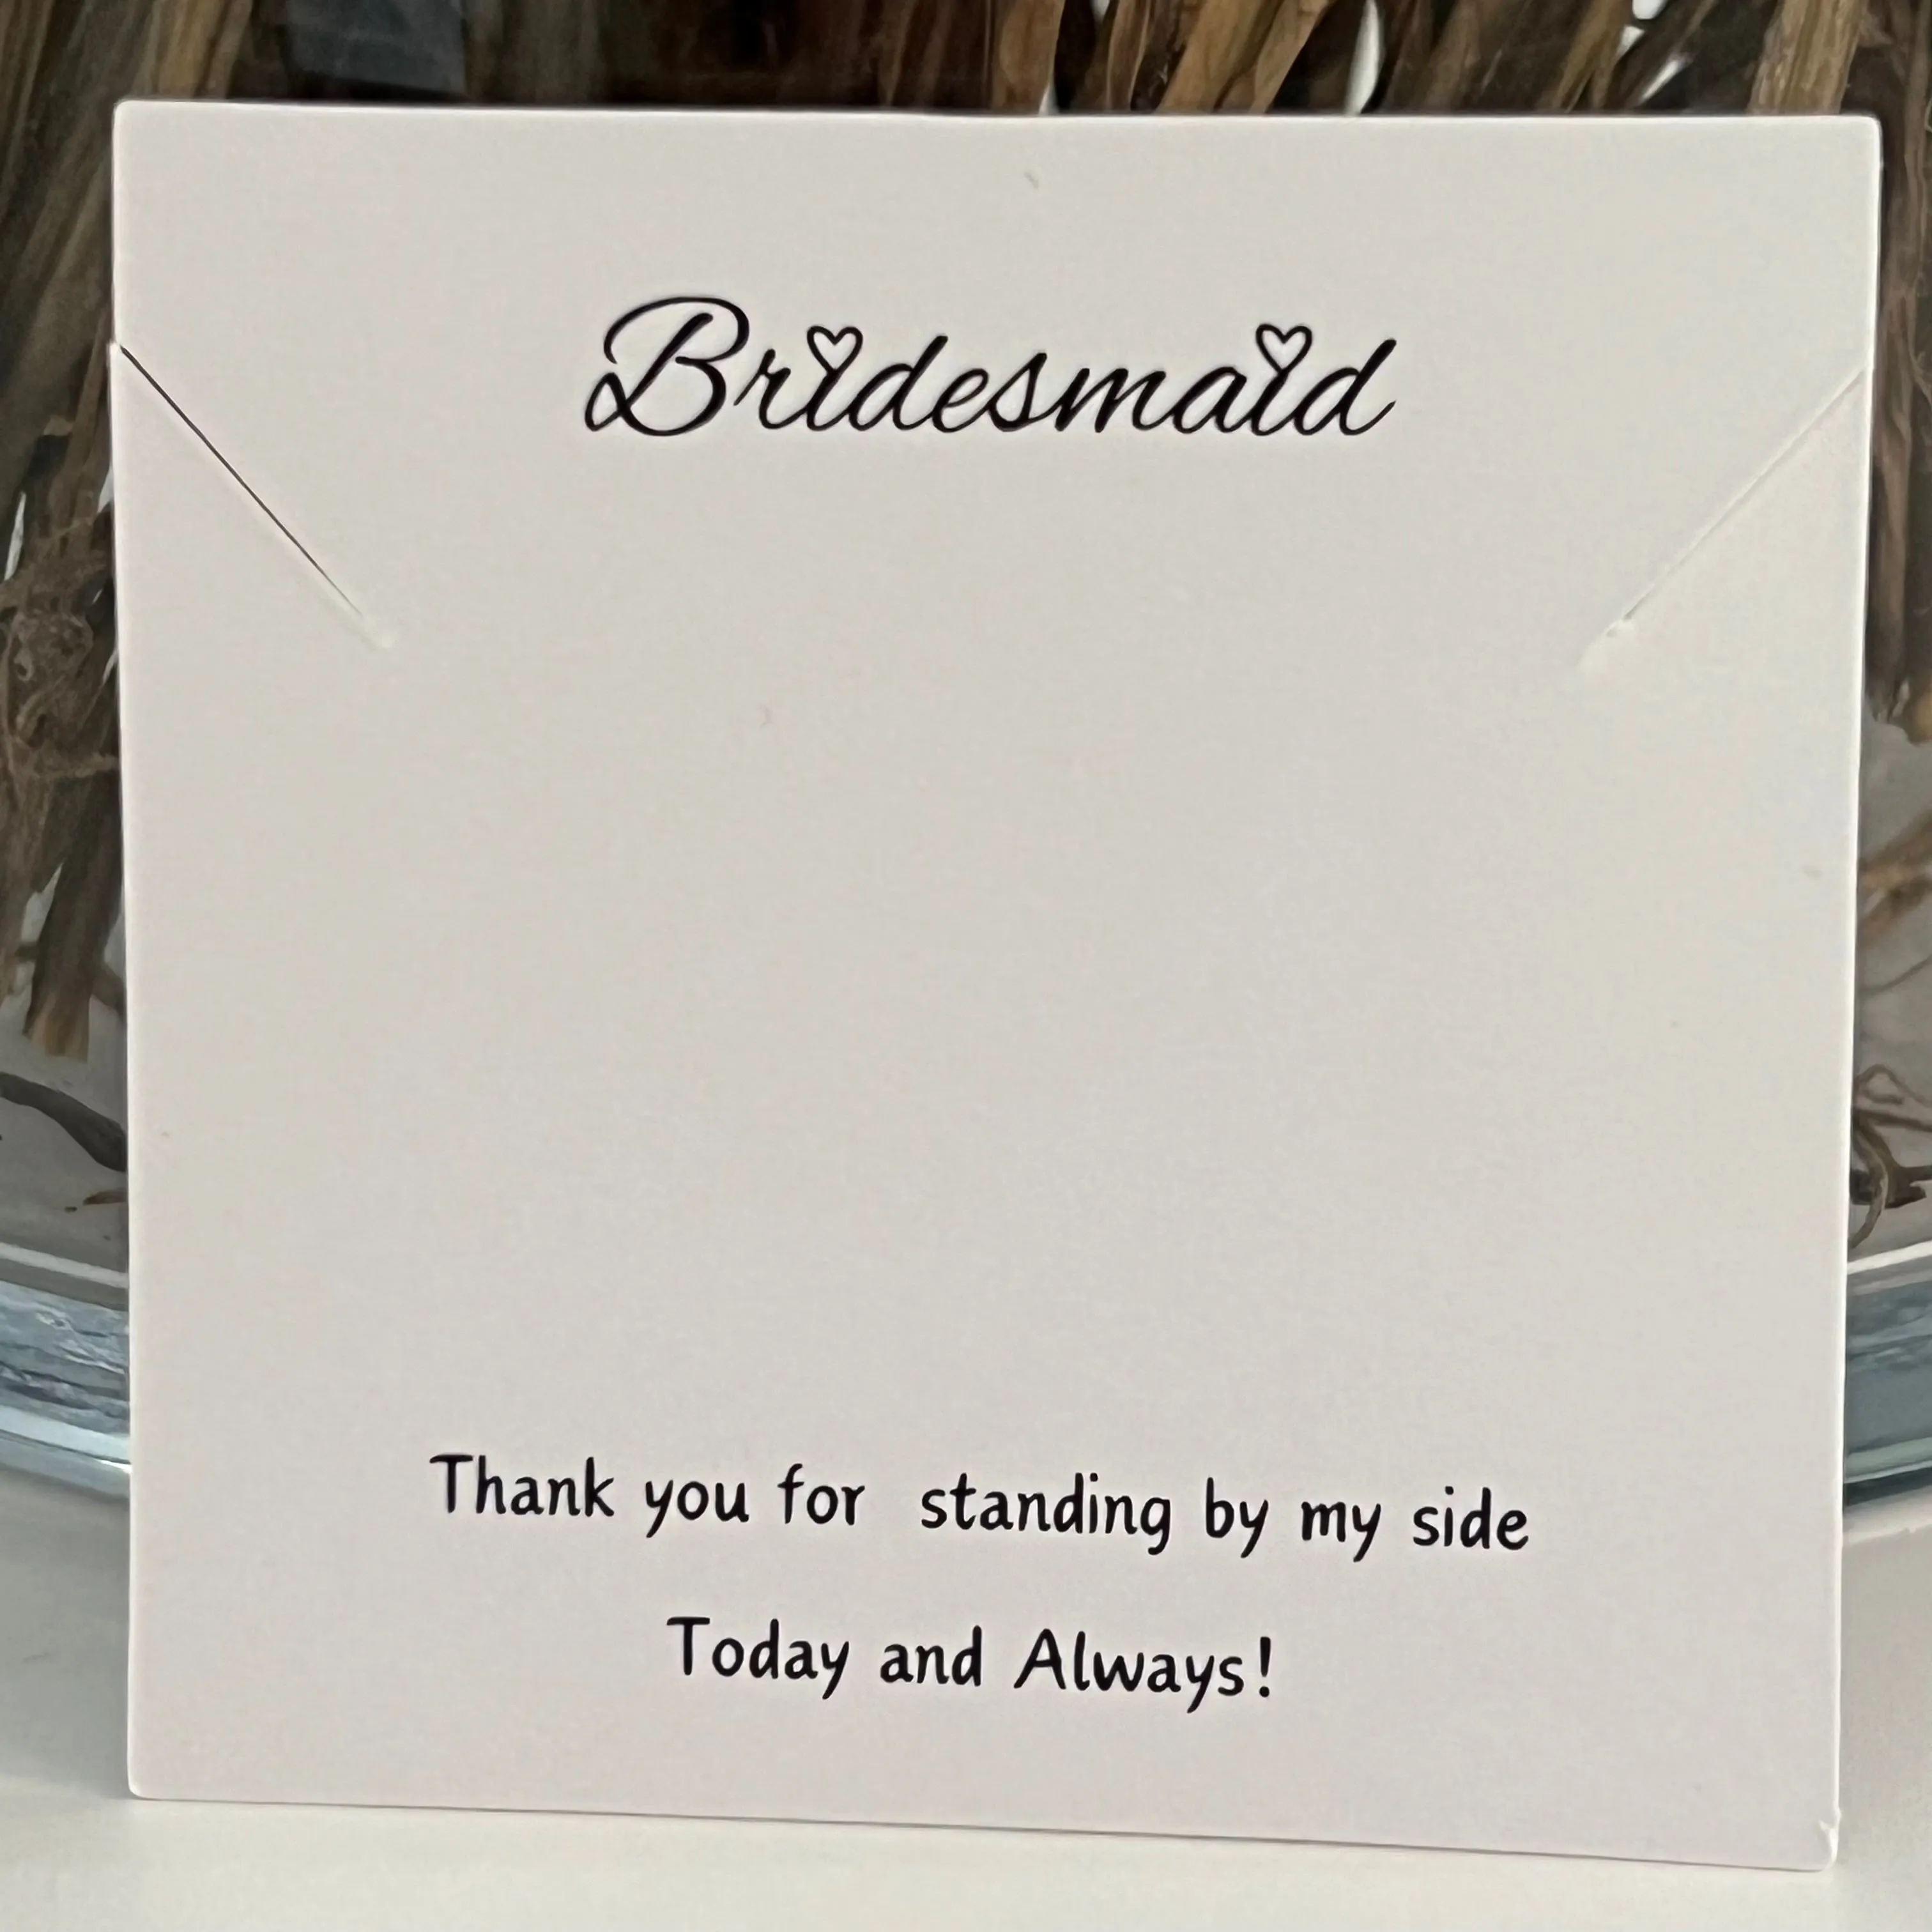 Bridesmaid
Thank you for standing by my side
Today and Always!